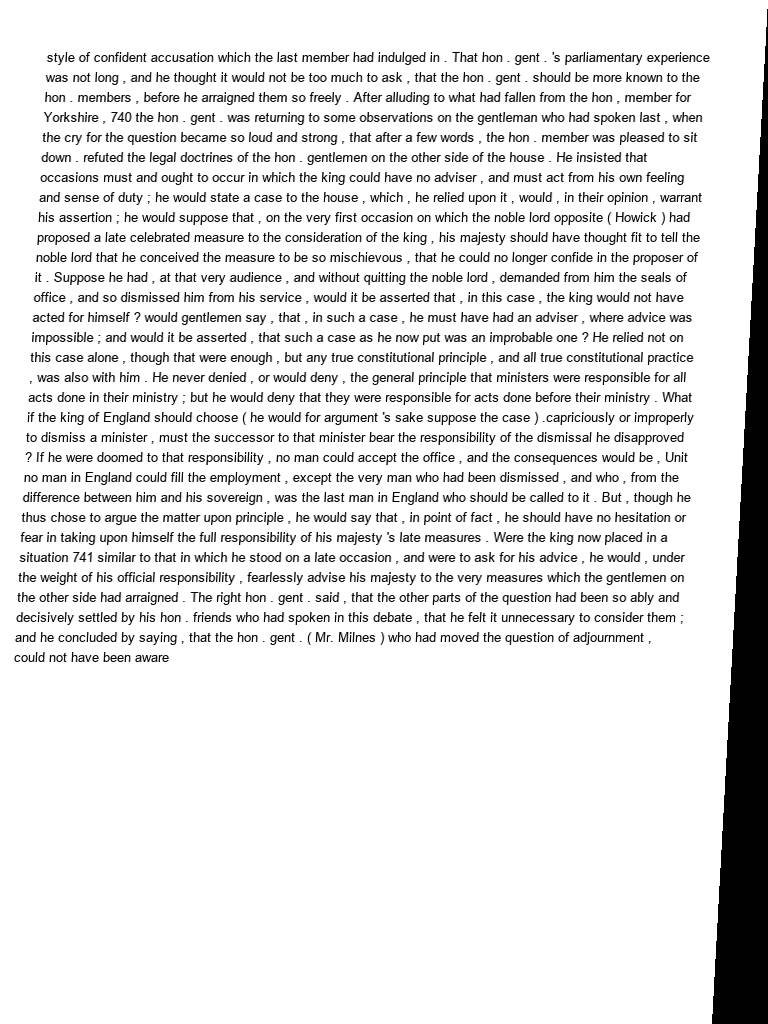 style of confident accusation which the last member had indulged in . That hon . gent . 's parliamentary experience
was not long , and he thought it would not be too much to ask , that the hon . gent . should be more known to the
hon . members , before he arraigned them so freely . After alluding to what had fallen from the hon , member for
Yorkshire , 740 the hon . gent . was returning to some observations on the gentleman who had spoken last , when
the cry for the question became so loud and strong , that after a few words , the hon . member was pleased to sit
down . refuted the legal doctrines of the hon . gentlemen on the other side of the house . He insisted that
occasions must and ought to occur in which the king could have no adviser , and must act from his own feeling
and sense of duty ; he would state a case to the house , which , he relied upon it , would , in their opinion , warrant
his assertion ; he would suppose that , on the very first occasion on which the noble lord opposite ( Howick ) had
proposed a late celebrated measure to the consideration of the king , his majesty should have thought fit to tell the
noble lord that he conceived the measure to be so mischievous , that he could no longer confide in the proposer of
it . Suppose he had , at that very audience , and without quitting the noble lord , demanded from him the seals of
office , and so dismissed him from his service , would it be asserted that , in this case , the king would not have
acted for himself ? would gentlemen say , that , in such a case , he must have had an adviser , where advice was
impossible ; and would it be asserted , that such a case as he now put was an improbable one ? He relied not on
this case alone , though that were enough , but any true constitutional principle , and all true constitutional practice
, was also with him . He never denied , or would deny , the general principle that ministers were responsible for all
acts done in their ministry ; but he would deny that they were responsible for acts done before their ministry . What
if the king of England should choose ( he would for argument 's sake suppose the case ) .capriciously or improperly
to dismiss a minister , must the successor to that minister bear the responsibility of the dismissal he disapproved
? If he were doomed to that responsibility , no man could accept the office , and the consequences would be , Unit
no man in England could fill the employment , except the very man who had been dismissed , and who , from the
difference between him and his sovereign , was the last man in England who should be called to it . But , though he
thus chose to argue the matter upon principle , he would say that , in point of fact , he should have no hesitation or
fear in taking upon himself the full responsibility of his majesty 's late measures . Were the king now placed in a
situation 741 similar to that in which he stood on a late occasion , and were to ask for his advice , he would , under
the weight of his official responsibility , fearlessly advise his majesty to the very measures which the gentlemen on
the other side had arraigned . The right hon . gent . said , that the other parts of the question had been so ably and
decisively settled by his hon . friends who had spoken in this debate , that he felt it unnecessary to consider them ;
and he concluded by saying , that the hon . gent . ( Mr. Milnes ) who had moved the question of adjournment ,
could not have been aware